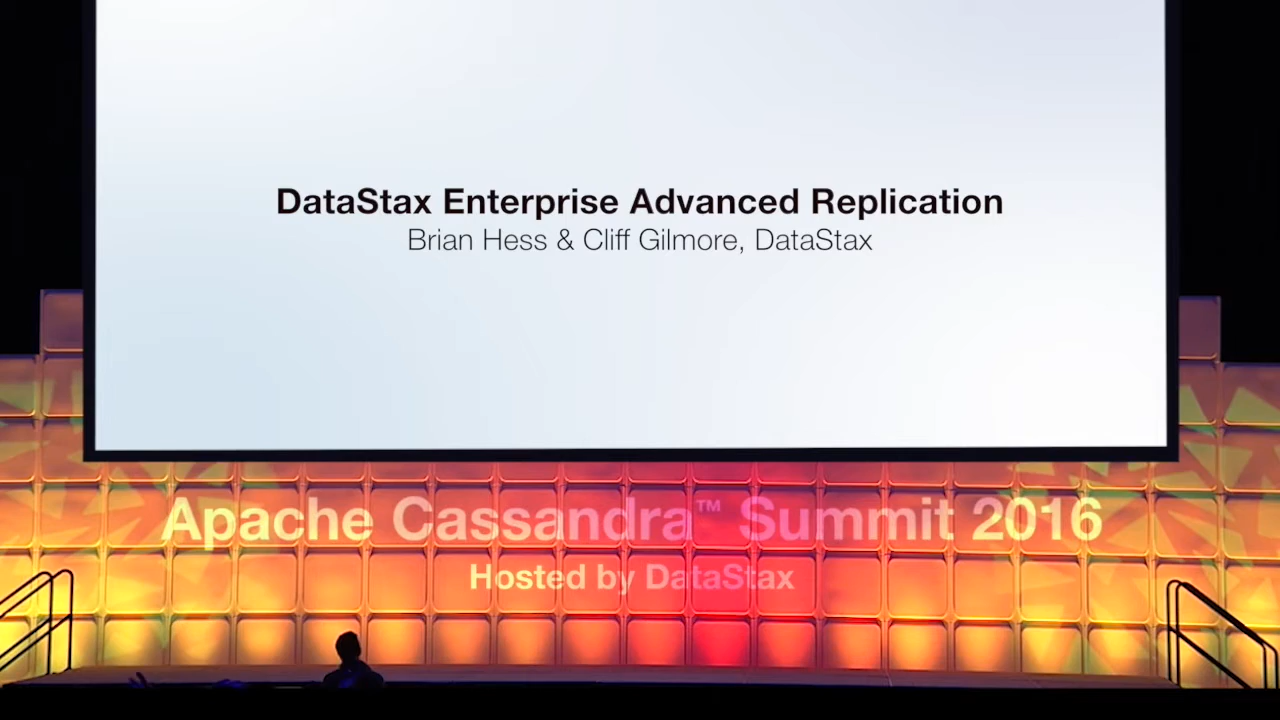 DataStax Enterprise Advanced Replication
Brian Hess & Cliff Gilmore, DataStax
Apache Cassandra™ Summit 2016
Hosted by DataStax